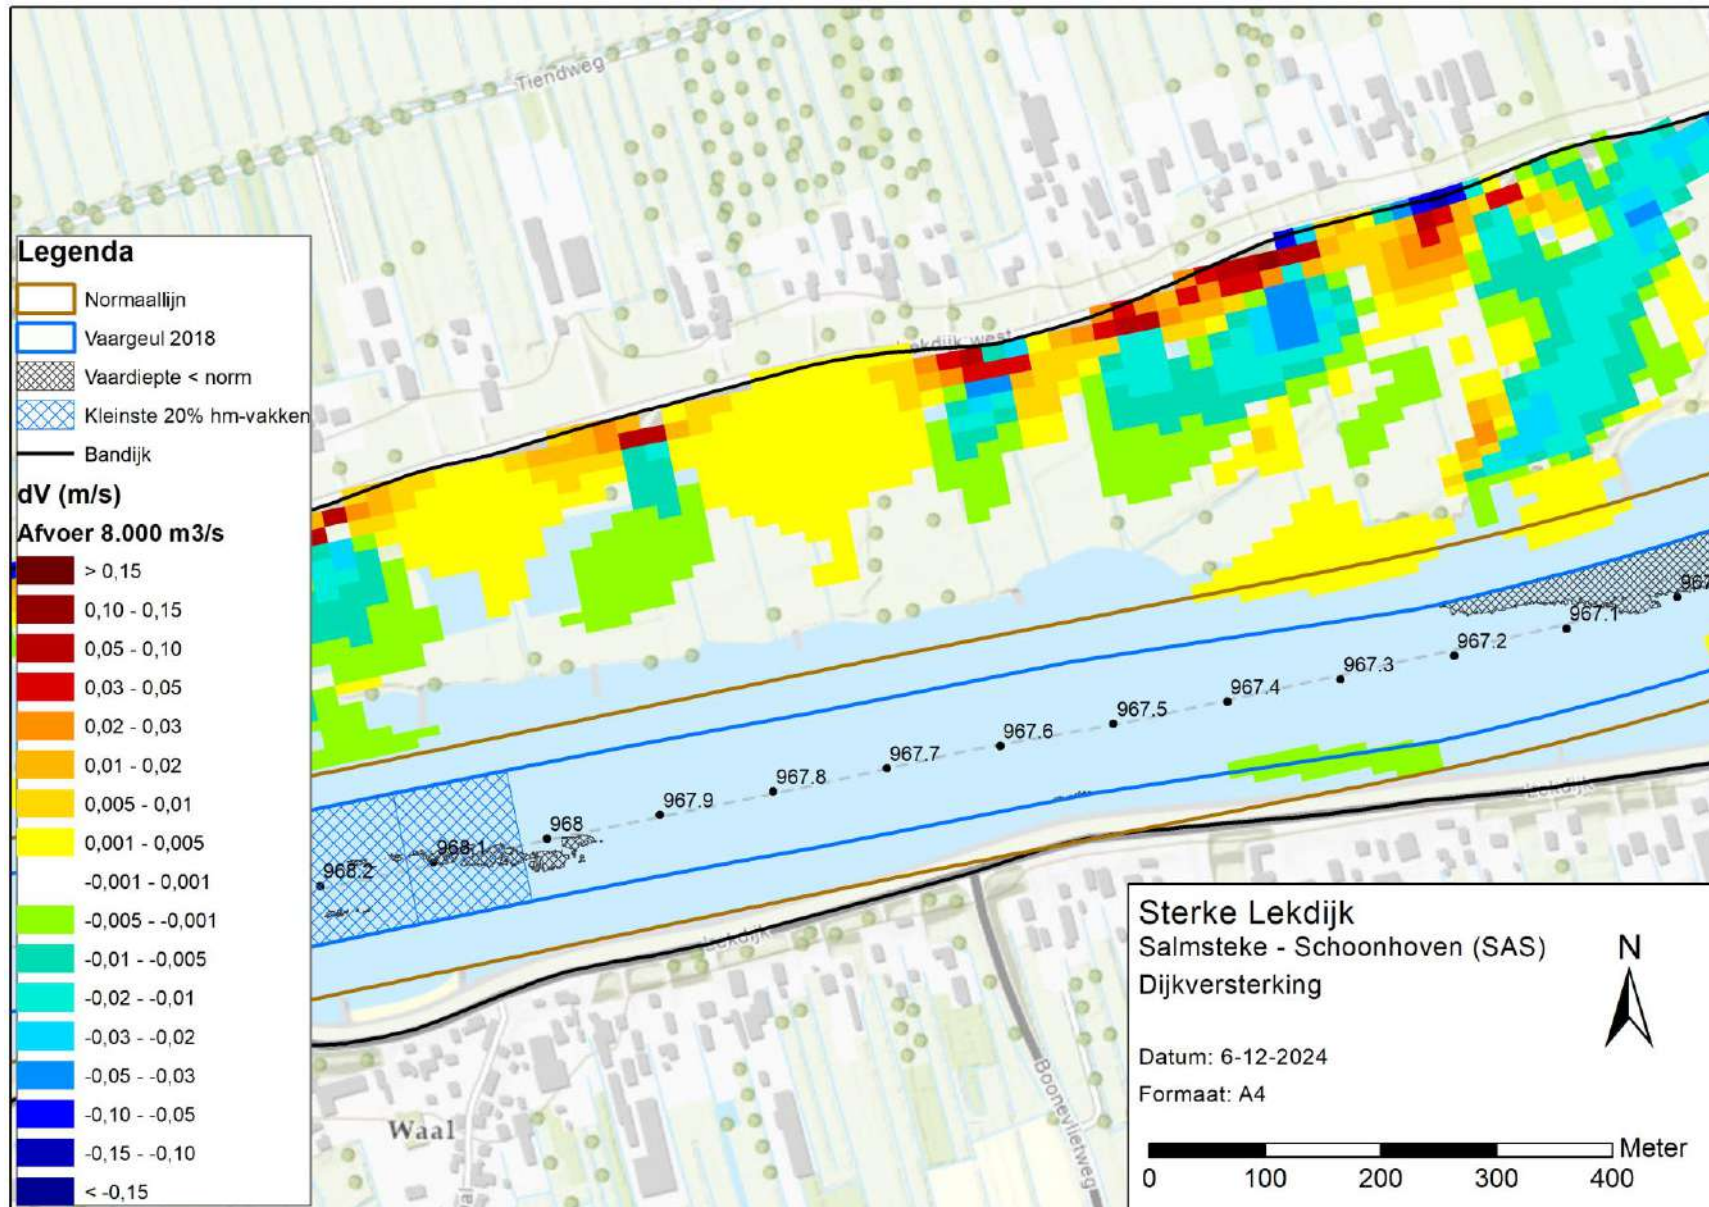 Tiendweg
Legenda
Normaallijn
Vaargeul 2018
Vaardiepte < norm
Kleinste 20% hm-vakken
Bandijk
dV (m/s)
Afvoer 8.000 m3/s
> 0,15
0,10 - 0,15
0,05 - 0,10
0,03 - 0,05
0,02 - 0,03
0,01 - 0,02
0,005 - 0,01
0,001 - 0,005
-0,001 - 0,001
-0,005 - -0,001
-0,01 - -0,005
-0,02 - -0,01
-0,03 - -0,02
-0,05 - -0,03
-0,10 - -0,05
-0,15 - -0,10
< -0,15
Lekdijk west
967.1
967.2
967.3
967.4
967.5
967.6
967.7
967.8
967.9
968
968.1
968.2
Lekdijk
Lekdijk
Boonevlietweg
Waal
Sterke Lekdijk
Salmsteke - Schoonhoven (SAS)
Dijkversterking
N
Datum: 6-12-2024
Formaat: A4
Meter
0 100 200 300 400